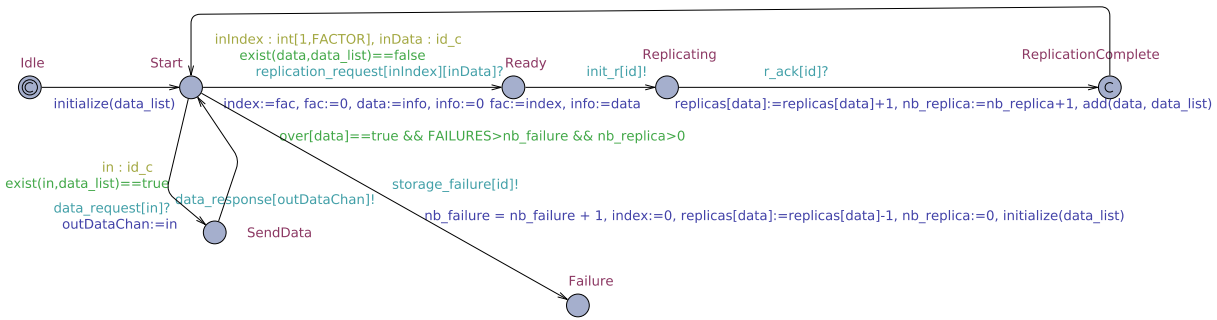 inIndex : int[1,FACTOR], inData : id_c
exist(data,data_list)==false
replication_request[inIndex][inData]?
Idle
Start
Ready
Replicating
ReplicationComplete
init_r[id]!
r_ack[id]?
C
C
initialize(data_list)
index:=fac, fac:=0, data:=info, info:=0
fac:=index, info:=data
replicas[data]:=replicas[data]+1, nb_replica:=nb_replica+1, add(data, data_list)
over[data]==true && FAILURES>nb_failure && nb_replica>0
in : id_c
exist(in,data_list)==true
data_request[in]?
outDataChan:=in
data_response[outDataChan]!
storage_failure[id]!
nb_failure = nb_failure + 1, index:=0, replicas[data]:=replicas[data]-1, nb_replica:=0, initialize(data_list)
SendData
Failure